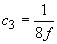 c₃ = 1/(8f)